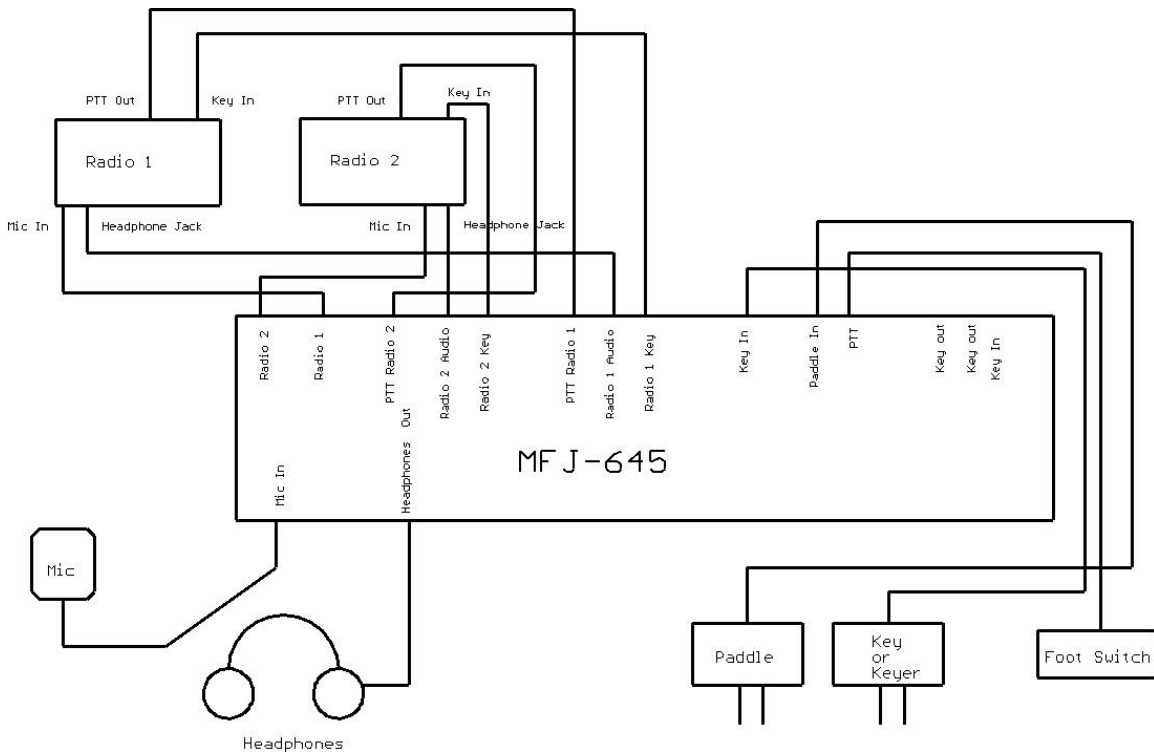 PTT Out
Key In
PTT Out
Key In
Radio 1
Radio 2
Mic In
Headphone Jack
Mic In
Headphone Jack
Radio 2
Radio 1
PTT Radio 2
Radio 2 Audio
Radio 2 Key
PTT Radio 1
Radio 1 Audio
Radio 1 Key
Key In
Paddle In
PTT
Key out
Key out
Key In
Mic In
Headphones Out
MFJ-645
Mic
Headphones
Paddle
Key
or
Keyer
Foot Switch